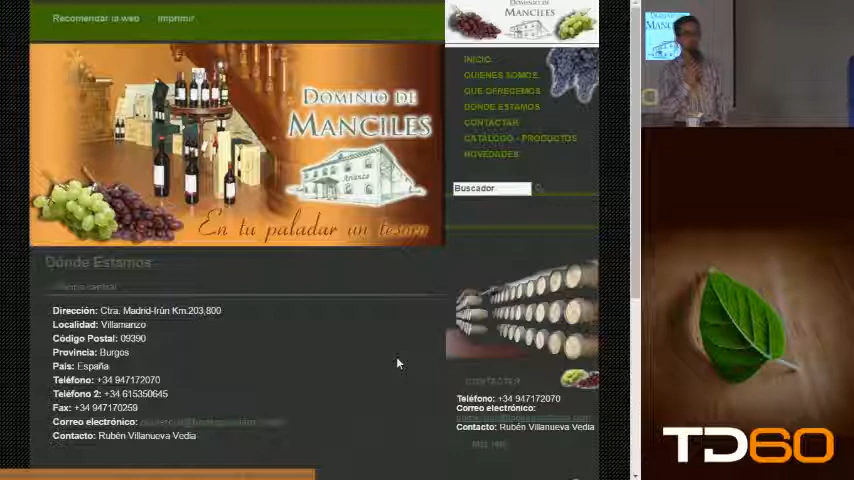 Recomendar la web Imprimir
DOMINIO DE
MANCILES
INICIO
QUIENES SOMOS
QUE OFRECEMOS
DONDE ESTAMOS
CONTACTAR
CATALOGO - PRODUCTOS
NOVEDADES
Buscador
DOMINIO DE
MANCILES
Arlanza
En tu paladar un tesoro
Dónde Estamos
Dirección: Ctra. Madrid-Irún Km.203,800
Localidad: Villamanzo
Código Postal: 09390
Provincia: Burgos
País: España
Teléfono: +34 947172070
Teléfono 2: +34 615350645
Fax: +34 947170259
Correo electrónico:
Contacto: Rubén Villanueva Vedia
CONTACTAR
Teléfono: +34 947172070
Correo electrónico:
Contacto: Rubén Villanueva Vedia
TD60